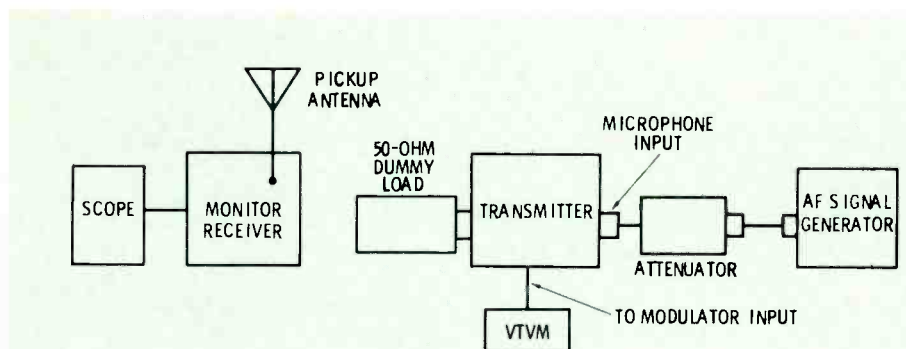 PICKUP
ANTENNA
MICROPHONE
INPUT
50-OHM
DUMMY
LOAD
SCOPE
MONITOR
RECEIVER
TRANSMITTER
AF SIGNAL
GENERATOR
ATTENUATOR
TO MODULATOR INPUT
VTVM